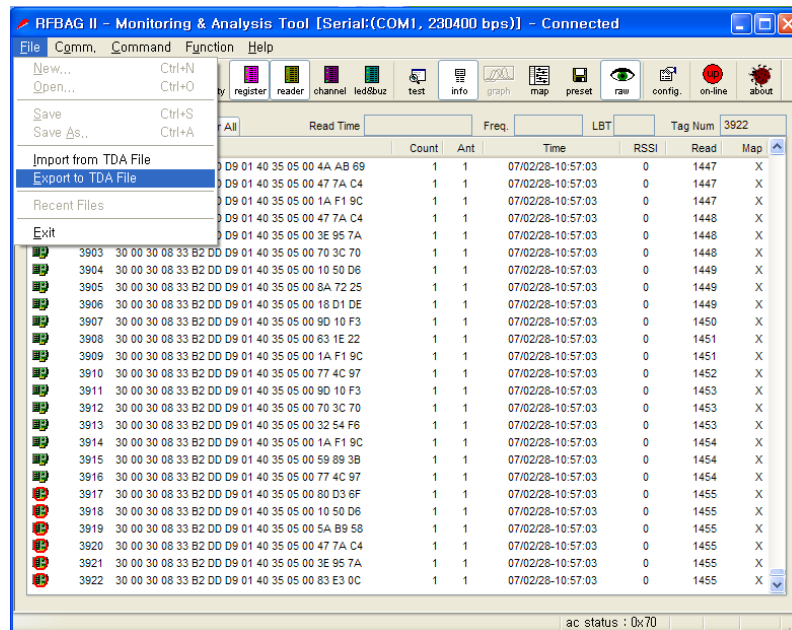 RFBAG II - Monitoring & Analysis Tool [Serial:(COM1, 230400 bps)] - Connected
File Comm. Command Function Help
New... Ctrl+N
Open... Ctrl+O
Save Ctrl+S
Save As.. Ctrl+A
Import from TDA File
Export to TDA File
Recent Files
Exit
register reader channel led&buz test info graph map preset raw config. on-line about
up
All Read Time Freq. LBT Tag Num 3922
Count Ant Time RSSI Read Map
D9 01 40 35 05 00 4A AB 69 1 1 07/02/28-10:57:03 0 1447 X
D9 01 40 35 05 00 47 7A C4 1 1 07/02/28-10:57:03 0 1447 X
D9 01 40 35 05 00 1A F1 9C 1 1 07/02/28-10:57:03 0 1447 X
D9 01 40 35 05 00 47 7A C4 1 1 07/02/28-10:57:03 0 1448 X
D9 01 40 35 05 00 3E 95 7A 1 1 07/02/28-10:57:03 0 1448 X
3903 30 00 30 08 33 B2 DD D9 01 40 35 05 00 70 3C 70 1 1 07/02/28-10:57:03 0 1448 X
3904 30 00 30 08 33 B2 DD D9 01 40 35 05 00 10 50 D6 1 1 07/02/28-10:57:03 0 1449 X
3905 30 00 30 08 33 B2 DD D9 01 40 35 05 00 8A 72 25 1 1 07/02/28-10:57:03 0 1449 X
3906 30 00 30 08 33 B2 DD D9 01 40 35 05 00 18 D1 DE 1 1 07/02/28-10:57:03 0 1449 X
3907 30 00 30 08 33 B2 DD D9 01 40 35 05 00 9D 10 F3 1 1 07/02/28-10:57:03 0 1450 X
3908 30 00 30 08 33 B2 DD D9 01 40 35 05 00 63 1E 22 1 1 07/02/28-10:57:03 0 1451 X
3909 30 00 30 08 33 B2 DD D9 01 40 35 05 00 1A F1 9C 1 1 07/02/28-10:57:03 0 1451 X
3910 30 00 30 08 33 B2 DD D9 01 40 35 05 00 77 4C 97 1 1 07/02/28-10:57:03 0 1452 X
3911 30 00 30 08 33 B2 DD D9 01 40 35 05 00 9D 10 F3 1 1 07/02/28-10:57:03 0 1453 X
3912 30 00 30 08 33 B2 DD D9 01 40 35 05 00 70 3C 70 1 1 07/02/28-10:57:03 0 1453 X
3913 30 00 30 08 33 B2 DD D9 01 40 35 05 00 32 54 F6 1 1 07/02/28-10:57:03 0 1453 X
3914 30 00 30 08 33 B2 DD D9 01 40 35 05 00 1A F1 9C 1 1 07/02/28-10:57:03 0 1454 X
3915 30 00 30 08 33 B2 DD D9 01 40 35 05 00 59 89 3B 1 1 07/02/28-10:57:03 0 1454 X
3916 30 00 30 08 33 B2 DD D9 01 40 35 05 00 77 4C 97 1 1 07/02/28-10:57:03 0 1454 X
3917 30 00 30 08 33 B2 DD D9 01 40 35 05 00 80 D3 6F 1 1 07/02/28-10:57:03 0 1455 X
3918 30 00 30 08 33 B2 DD D9 01 40 35 05 00 10 50 D6 1 1 07/02/28-10:57:03 0 1455 X
3919 30 00 30 08 33 B2 DD D9 01 40 35 05 00 5A B9 58 1 1 07/02/28-10:57:03 0 1455 X
3920 30 00 30 08 33 B2 DD D9 01 40 35 05 00 47 7A C4 1 1 07/02/28-10:57:03 0 1455 X
3921 30 00 30 08 33 B2 DD D9 01 40 35 05 00 3E 95 7A 1 1 07/02/28-10:57:03 0 1455 X
3922 30 00 30 08 33 B2 DD D9 01 40 35 05 00 83 E3 0C 1 1 07/02/28-10:57:03 0 1455 X
ac status : 0x70